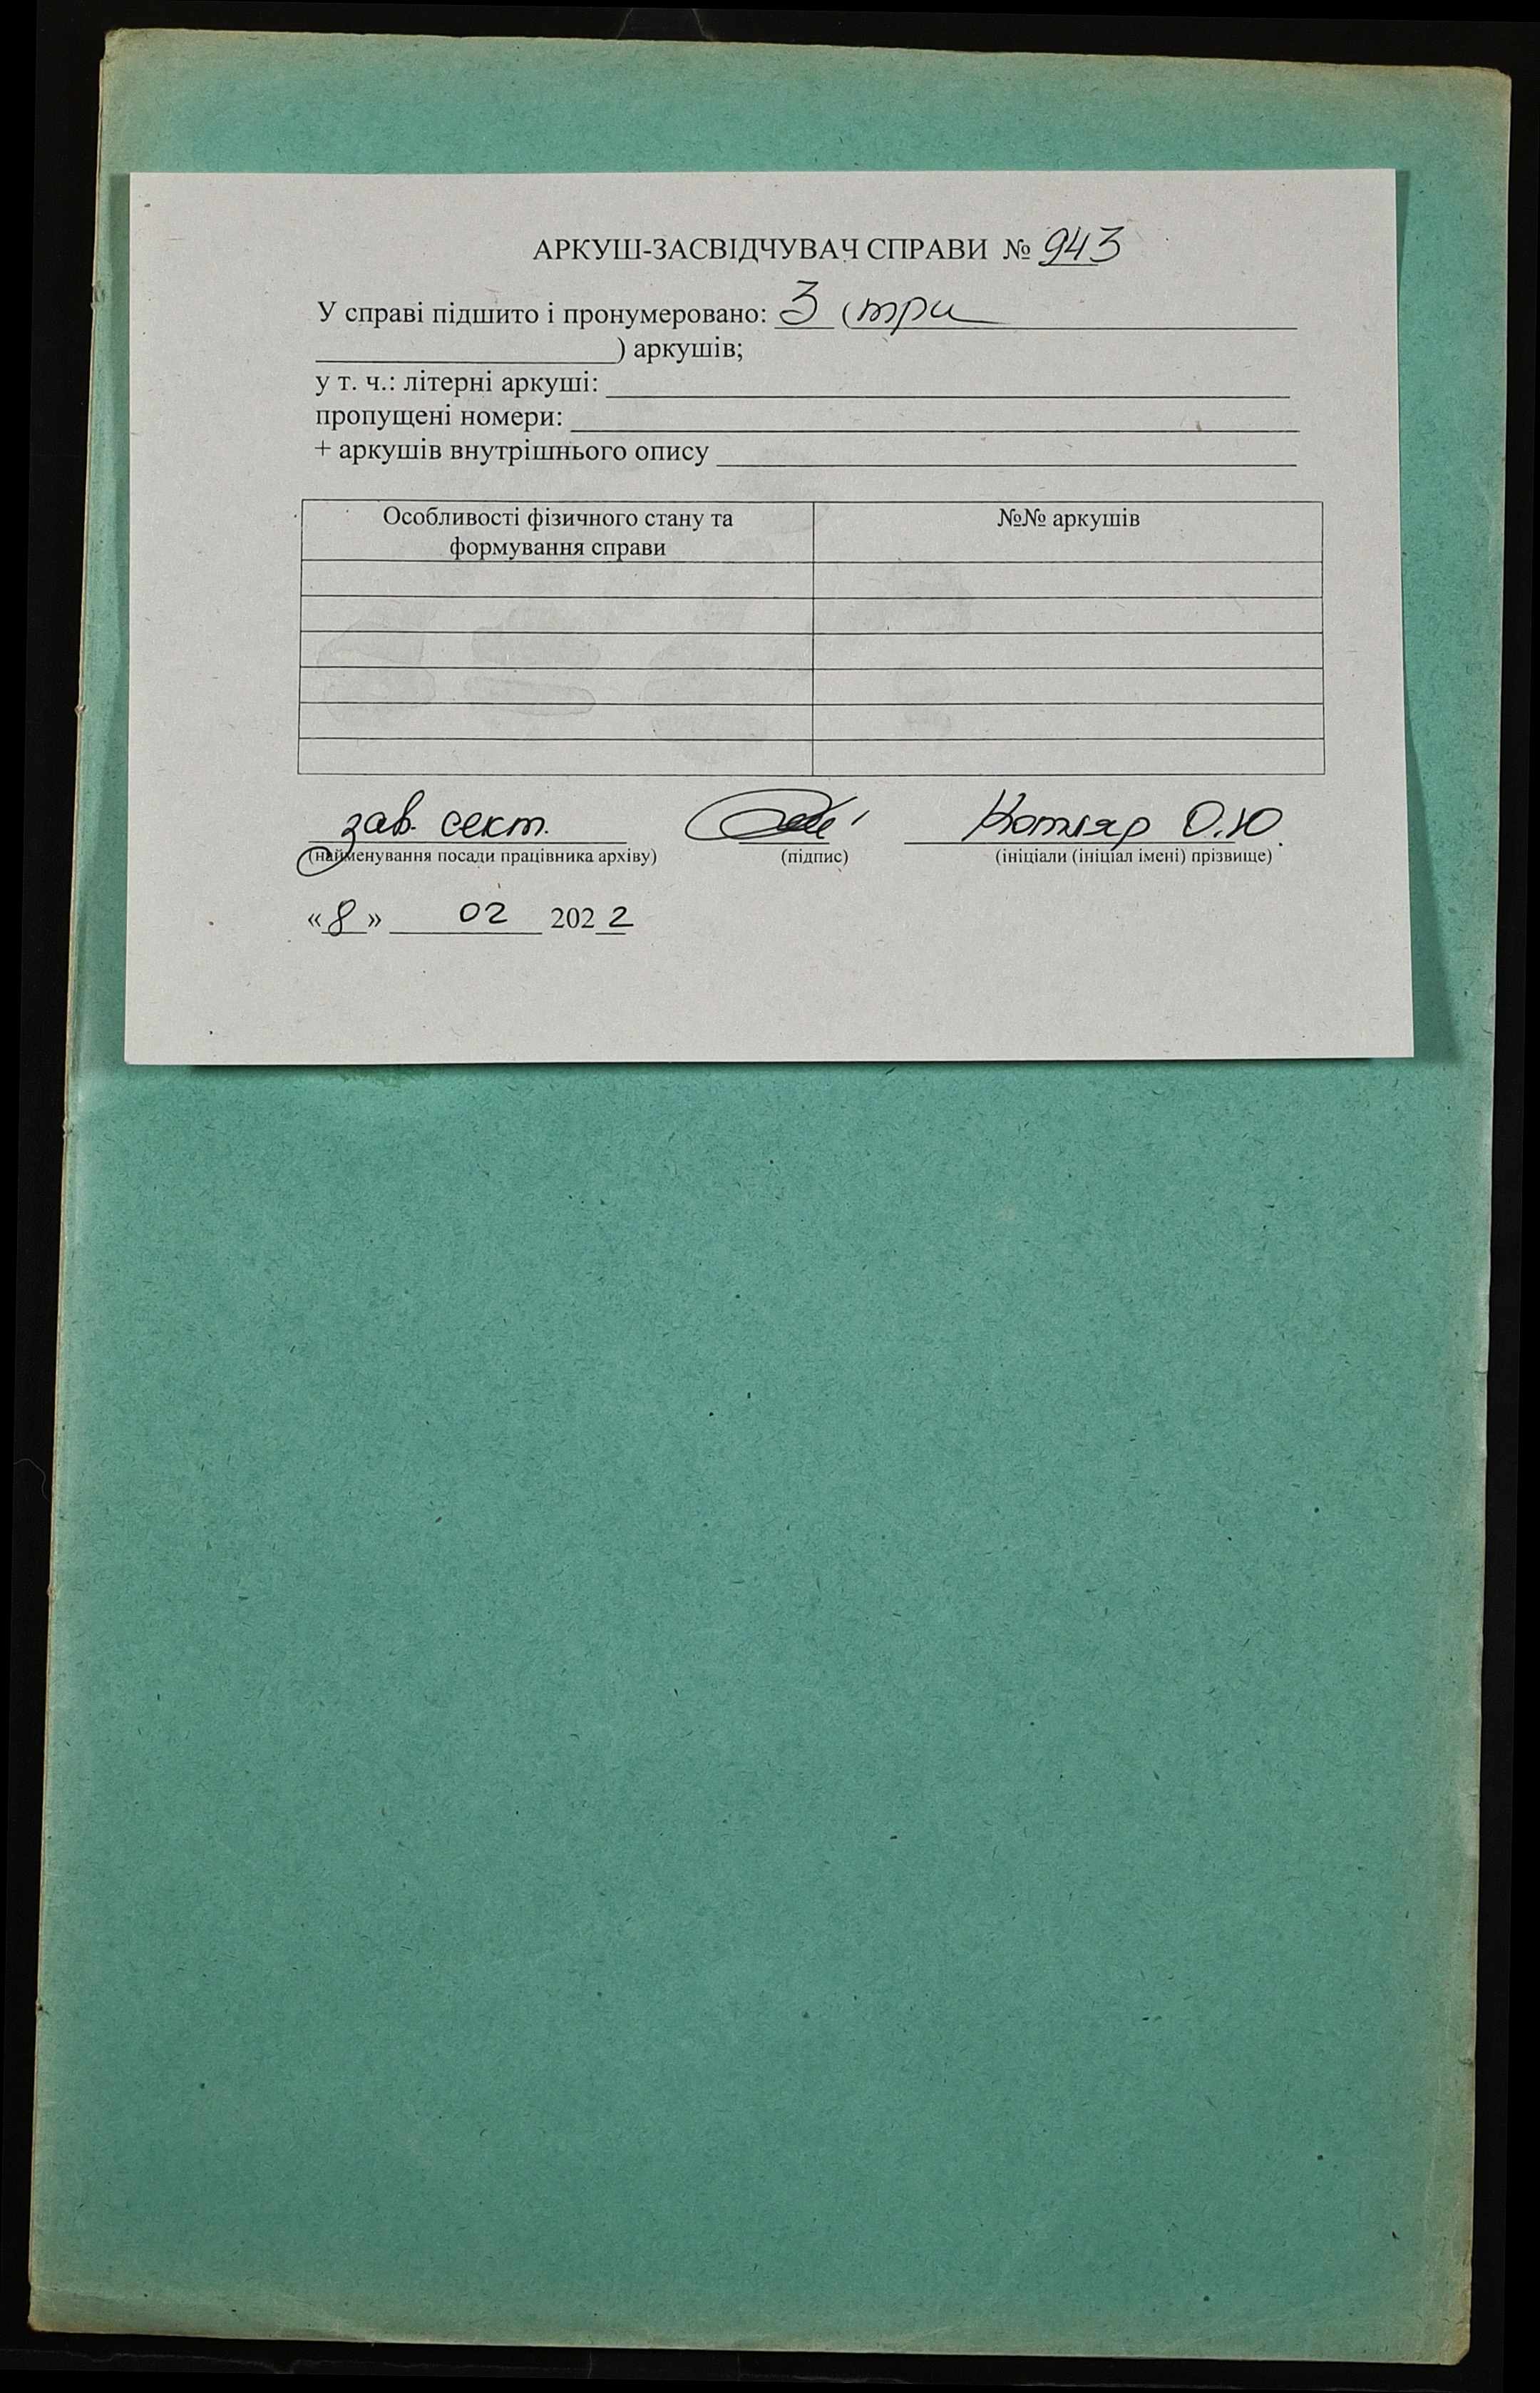 АРКУШ-ЗАСВІДЧУВАЧ СПРАВИ № 943
У справі підшито і пронумеровано: 3 (три
) аркушів;
у т. ч.: літерні аркуші:
пропущені номери:
+ аркушів внутрішнього опису
Особливості фізичного стану та
формування справи
№№ аркушів
зав. сект. Котляр О.Ю.
(найменування посади працівника архіву) (підпис) (ініціали (ініціал імені) прізвище)
«8» 02 2022